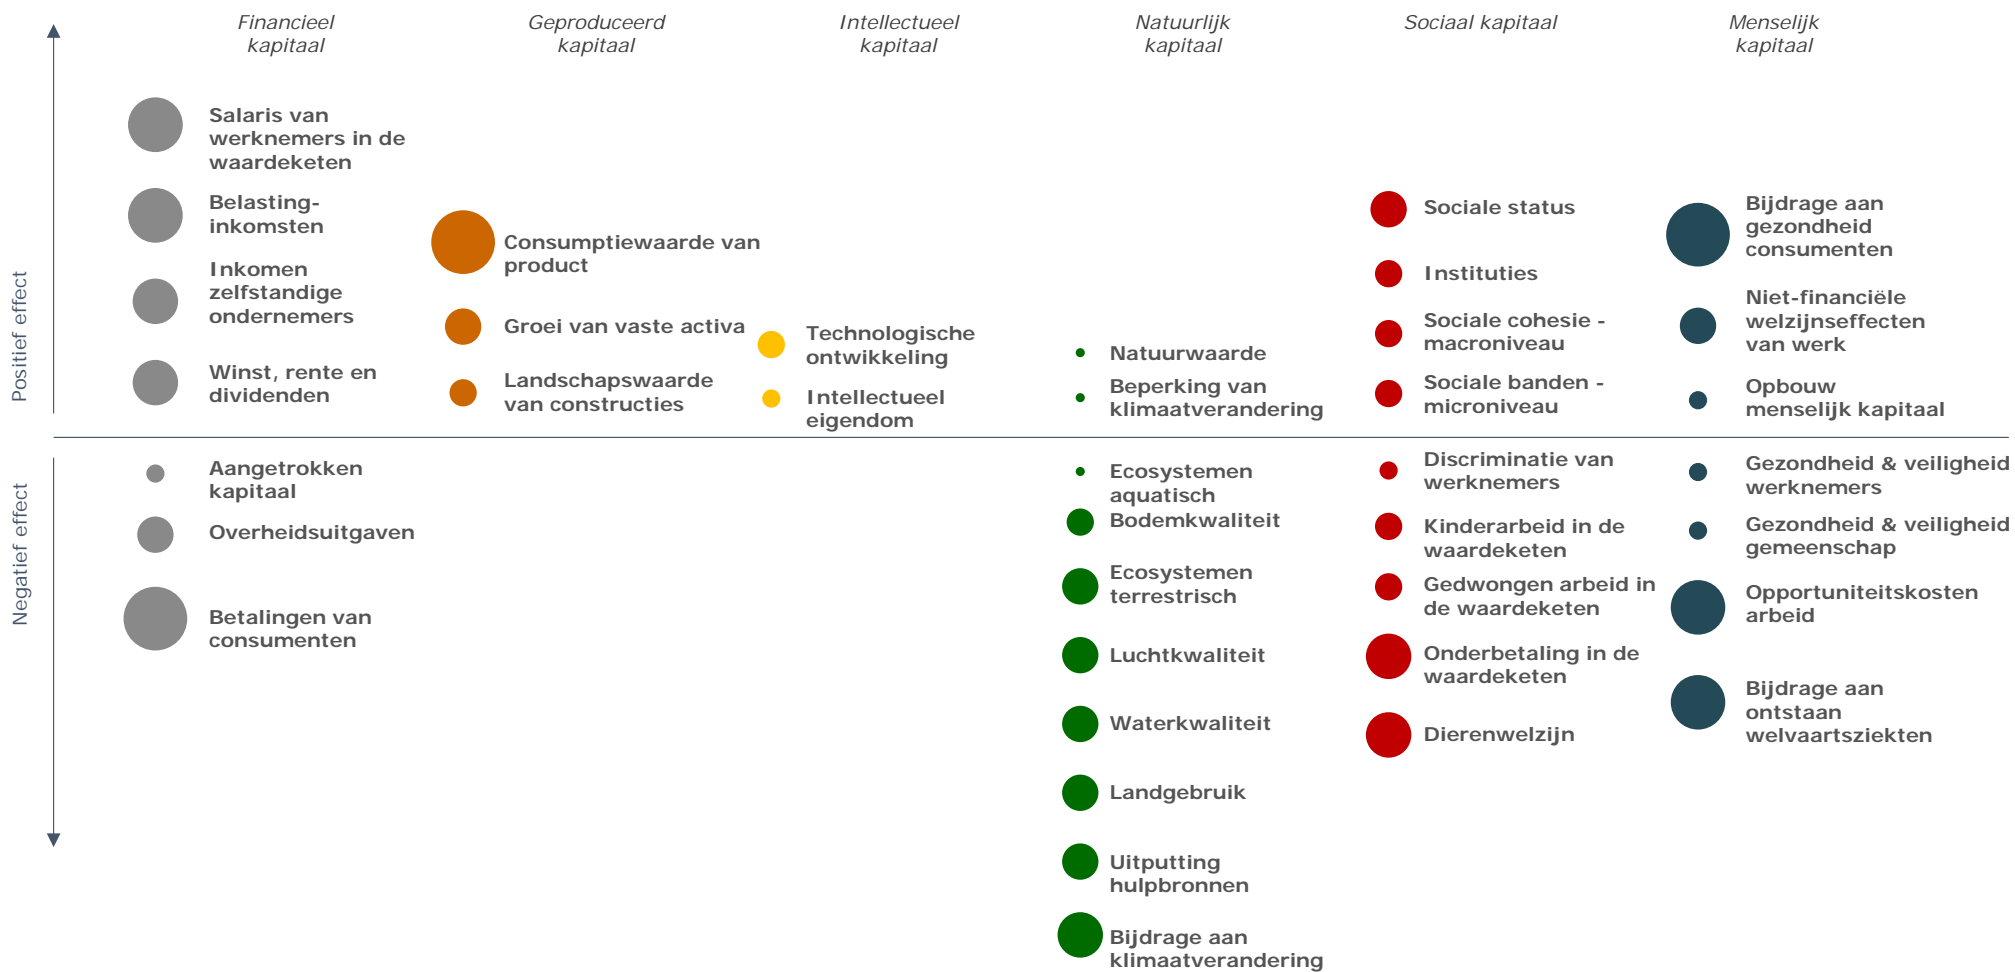 Financieel
kapitaal
Geproduceerd
kapitaal
Intellectueel
kapitaal
Natuurlijk
kapitaal
Sociaal kapitaal
Menselijk
kapitaal
Positief effect
Salaris van
werknemers in de
waardeketen
Belasting-
inkomsten
Inkomen
zelfstandige
ondernemers
Winst, rente en
dividenden
Consumptiewaarde van
product
Groei van vaste activa
Landschapswaarde
van constructies
Technologische
ontwikkeling
Intellectueel
eigendom
Natuurwaarde
Beperking van
klimaatverandering
Sociale status
Instituties
Sociale cohesie -
macroniveau
Sociale banden -
microniveau
Bijdrage aan
gezondheid
consumenten
Niet-financiële
welzijnseffecten
van werk
Opbouw
menselijk kapitaal
Negatief effect
Aangetrokken
kapitaal
Overheidsuitgaven
Betalingen van
consumenten
Ecosystemen
aquatisch
Bodemkwaliteit
Ecosystemen
terrestrisch
Luchtkwaliteit
Waterkwaliteit
Landgebruik
Uitputting
hulpbronnen
Bijdrage aan
klimaatverandering
Discriminatie van
werknemers
Kinderarbeid in de
waardeketen
Gedwongen arbeid in
de waardeketen
Onderbetaling in de
waardeketen
Dierenwelzijn
Gezondheid & veiligheid
werknemers
Gezondheid & veiligheid
gemeenschap
Opportuniteitskosten
arbeid
Bijdrage aan
ontstaan
welvaartsziekten